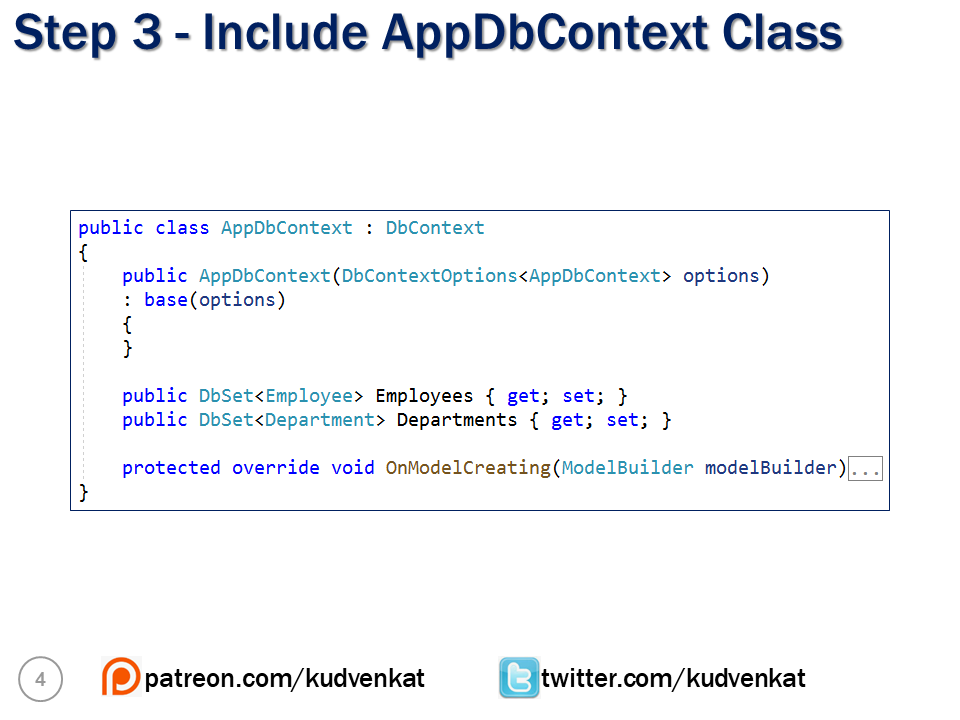 Step 3 - Include AppDbContext Class
public class AppDbContext : DbContext
{
    public AppDbContext(DbContextOptions<AppDbContext> options)
    : base(options)
    {
    }

    public DbSet<Employee> Employees { get; set; }
    public DbSet<Department> Departments { get; set; }

    protected override void OnModelCreating(ModelBuilder modelBuilder)...
}
4
patreon.com/kudvenkat
twitter.com/kudvenkat